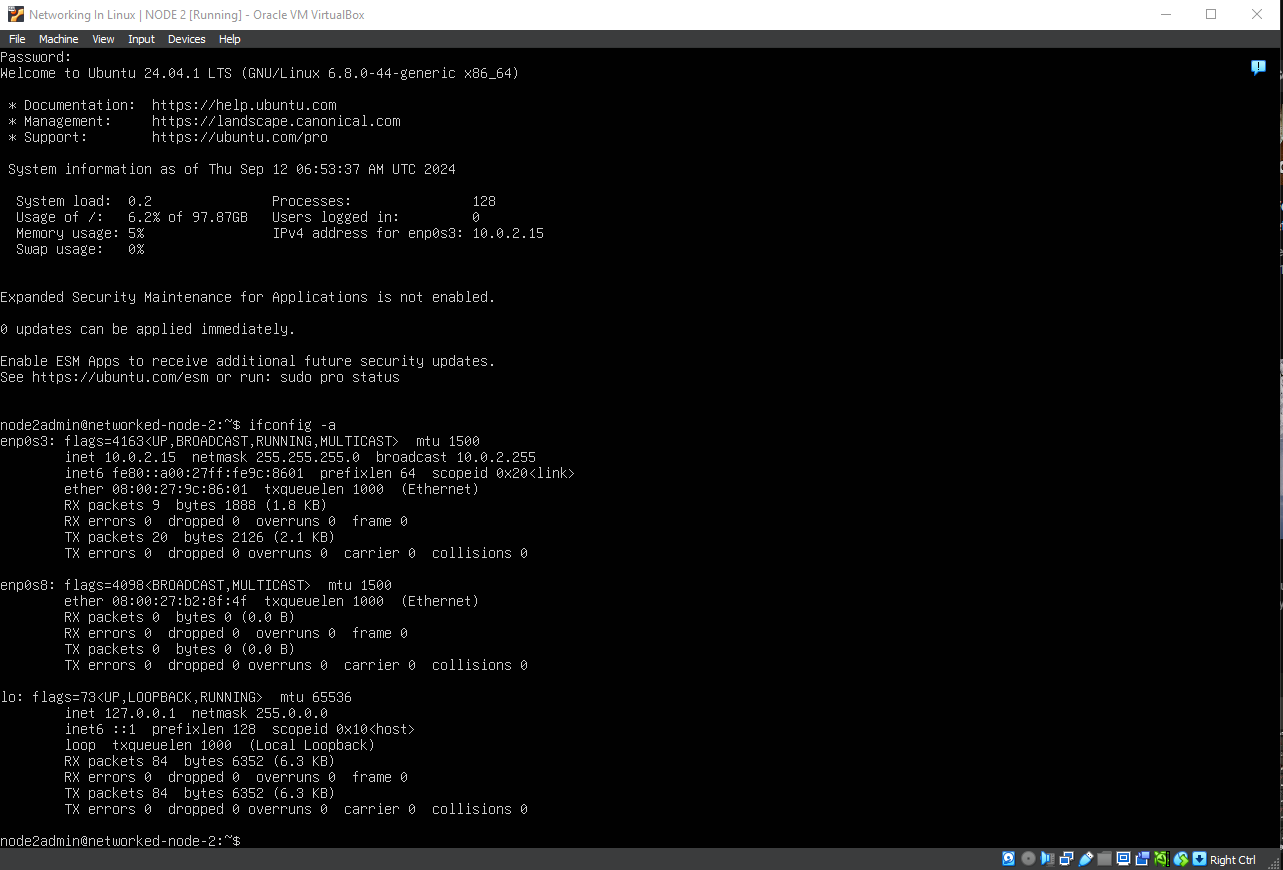 Networking In Linux | NODE 2 [Running] - Oracle VM VirtualBox
File Machine View Input Devices Help
Password:
Welcome to Ubuntu 24.04.1 LTS (GNU/Linux 6.8.0-44-generic x86_64)
* Documentation: https://help.ubuntu.com
* Management: https://landscape.canonical.com
* Support: https://ubuntu.com/pro
System information as of Thu Sep 12 06:53:37 AM UTC 2024
System load: 0.2 Processes: 128
Usage of /: 6.2% of 97.87GB Users logged in: 0
Memory usage: 5% IPv4 address for enp0s3: 10.0.2.15
Swap usage: 0%
Expanded Security Maintenance for Applications is not enabled.
0 updates can be applied immediately.
Enable ESM Apps to receive additional future security updates.
See https://ubuntu.com/esm or run: sudo pro status
node2admin@networked-node-2:~$ ifconfig -a
enp0s3: flags=4163<UP,BROADCAST,RUNNING,MULTICAST> mtu 1500
inet 10.0.2.15 netmask 255.255.255.0 broadcast 10.0.2.255
inet6 fe80::a00:27ff:fe9c:8601 prefixlen 64 scopeid 0x20<link>
ether 08:00:27:9c:86:01 txqueuelen 1000 (Ethernet)
RX packets 9 bytes 1888 (1.8 KB)
RX errors 0 dropped 0 overruns 0 frame 0
TX packets 20 bytes 2126 (2.1 KB)
TX errors 0 dropped 0 overruns 0 carrier 0 collisions 0
enp0s8: flags=4098<BROADCAST,MULTICAST> mtu 1500
ether 08:00:27:b2:8f:4f txqueuelen 1000 (Ethernet)
RX packets 0 bytes 0 (0.0 B)
RX errors 0 dropped 0 overruns 0 frame 0
TX packets 0 bytes 0 (0.0 B)
TX errors 0 dropped 0 overruns 0 carrier 0 collisions 0
lo: flags=73<UP,LOOPBACK,RUNNING> mtu 65536
inet 127.0.0.1 netmask 255.0.0.0
inet6 ::1 prefixlen 128 scopeid 0x10<host>
loop txqueuelen 1000 (Local Loopback)
RX packets 84 bytes 6352 (6.3 KB)
RX errors 0 dropped 0 overruns 0 frame 0
TX packets 84 bytes 6352 (6.3 KB)
TX errors 0 dropped 0 overruns 0 carrier 0 collisions 0
node2admin@networked-node-2:~$
Right Ctrl